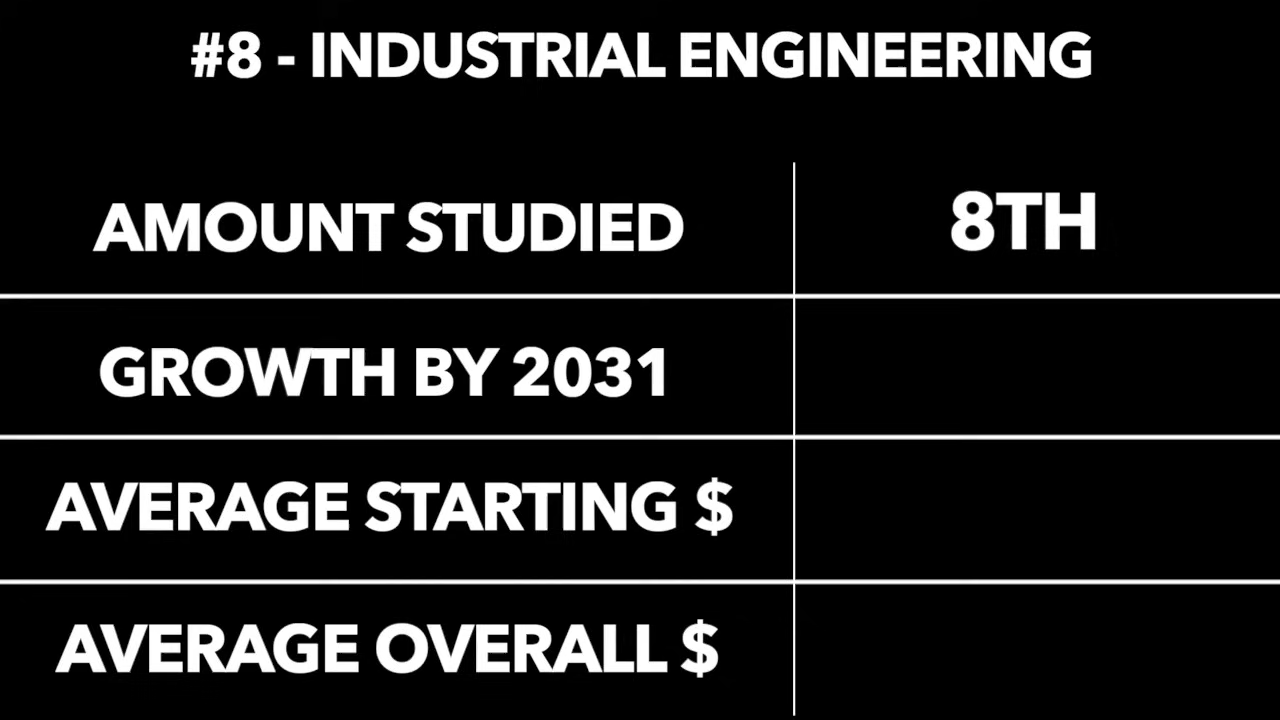 #8 - INDUSTRIAL ENGINEERING
AMOUNT STUDIED 8TH
GROWTH BY 2031
AVERAGE STARTING $
AVERAGE OVERALL $